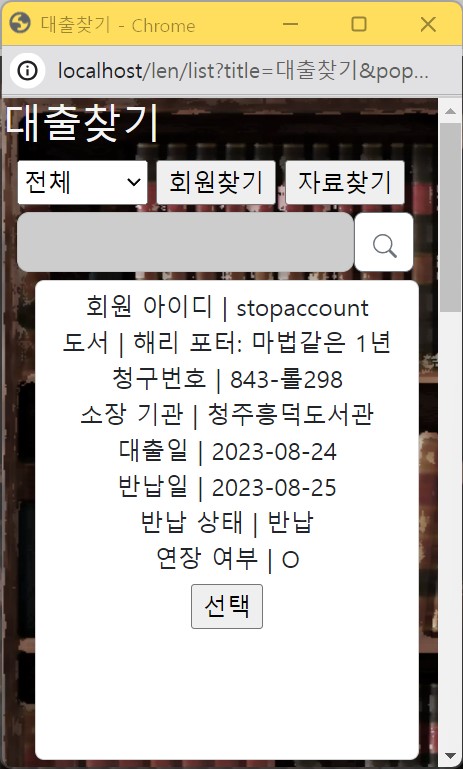 대출찾기 - Chrome
localhost/len/list?title=대출찾기&pop...
대출찾기
전체 회원찾기 자료찾기
회원 아이디 | stopaccount
도서 | 해리 포터: 마법같은 1년
청구번호 | 843-롤298
소장 기관 | 청주흥덕도서관
대출일 | 2023-08-24
반납일 | 2023-08-25
반납 상태 | 반납
연장 여부 | O
선택